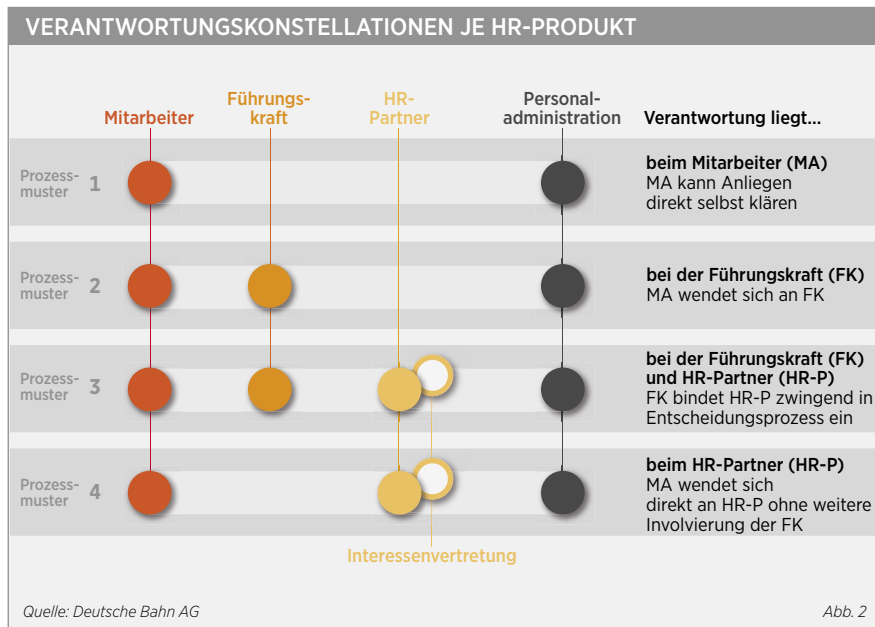 VERANTWORTUNGSKONSTELLATIONEN JE HR-PRODUKT
Mitarbeiter
Führungs-
kraft
HR-
Partner
Personal-
administration
Verantwortung liegt...
Prozess-
muster 1
beim Mitarbeiter (MA)
MA kann Anliegen
direkt selbst klären
Prozess-
muster 2
bei der Führungskraft (FK)
MA wendet sich an FK
Prozess-
muster 3
bei der Führungskraft (FK)
und HR-Partner (HR-P)
FK bindet HR-P zwingend in
Entscheidungsprozess ein
Prozess-
muster 4
beim HR-Partner (HR-P)
MA wendet sich
direkt an HR-P ohne weitere
Involvierung der FK
Interessenvertretung
Quelle: Deutsche Bahn AG
Abb. 2